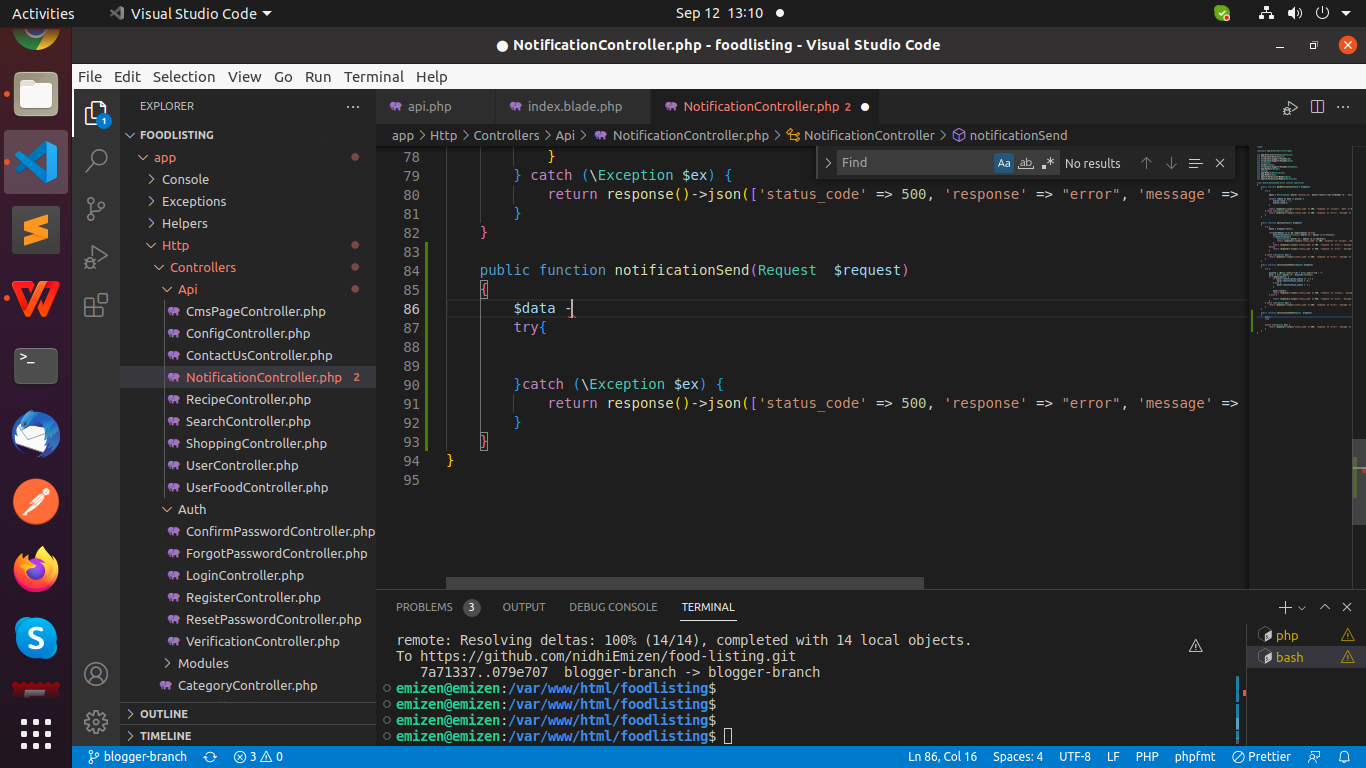 Activities Visual Studio Code Sep 12 13:10
● NotificationController.php - foodlisting - Visual Studio Code
File Edit Selection View Go Run Terminal Help
1
EXPLORER
FOODLISTING
app
Console
Exceptions
Helpers
Http
Controllers
Api
CmsPageController.php
ConfigController.php
ContactUsController.php
NotificationController.php 2
RecipeController.php
SearchController.php
ShoppingController.php
UserController.php
UserFoodController.php
Auth
ConfirmPasswordController.php
ForgotPasswordController.php
LoginController.php
RegisterController.php
ResetPasswordController.php
VerificationController.php
Modules
CategoryController.php
OUTLINE
TIMELINE
api.php index.blade.php NotificationController.php 2 ●
app > Http > Controllers > Api > NotificationController.php > NotificationController > notificationSend
Find Aa ab .* No results
78 }
79 } catch (\Exception $ex) {
80 return response()->json(['status_code' => 500, 'response' => "error", 'message' =>
81 }
82 }
83
84 public function notificationSend(Request  $request)
85 {
86 $data -
87 try{
88
89
90 }catch (\Exception $ex) {
91 return response()->json(['status_code' => 500, 'response' => "error", 'message' =>
92 }
93 }
94 }
95
PROBLEMS 3 OUTPUT DEBUG CONSOLE TERMINAL
remote: Resolving deltas: 100% (14/14), completed with 14 local objects.
To https://github.com/nidhiEmizen/food-listing.git
7a71337..079e707  blogger-branch -> blogger-branch
emizen@emizen:/var/www/html/foodlisting$
emizen@emizen:/var/www/html/foodlisting$
emizen@emizen:/var/www/html/foodlisting$
emizen@emizen:/var/www/html/foodlisting$
php
bash
blogger-branch 3 0 Ln 86, Col 16 Spaces: 4 UTF-8 LF PHP phpfmt Prettier